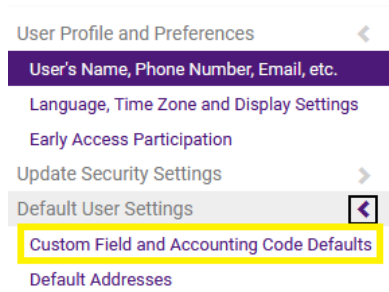 User Profile and Preferences
User's Name, Phone Number, Email, etc.
Language, Time Zone and Display Settings
Early Access Participation
Update Security Settings
Default User Settings
Custom Field and Accounting Code Defaults
Default Addresses